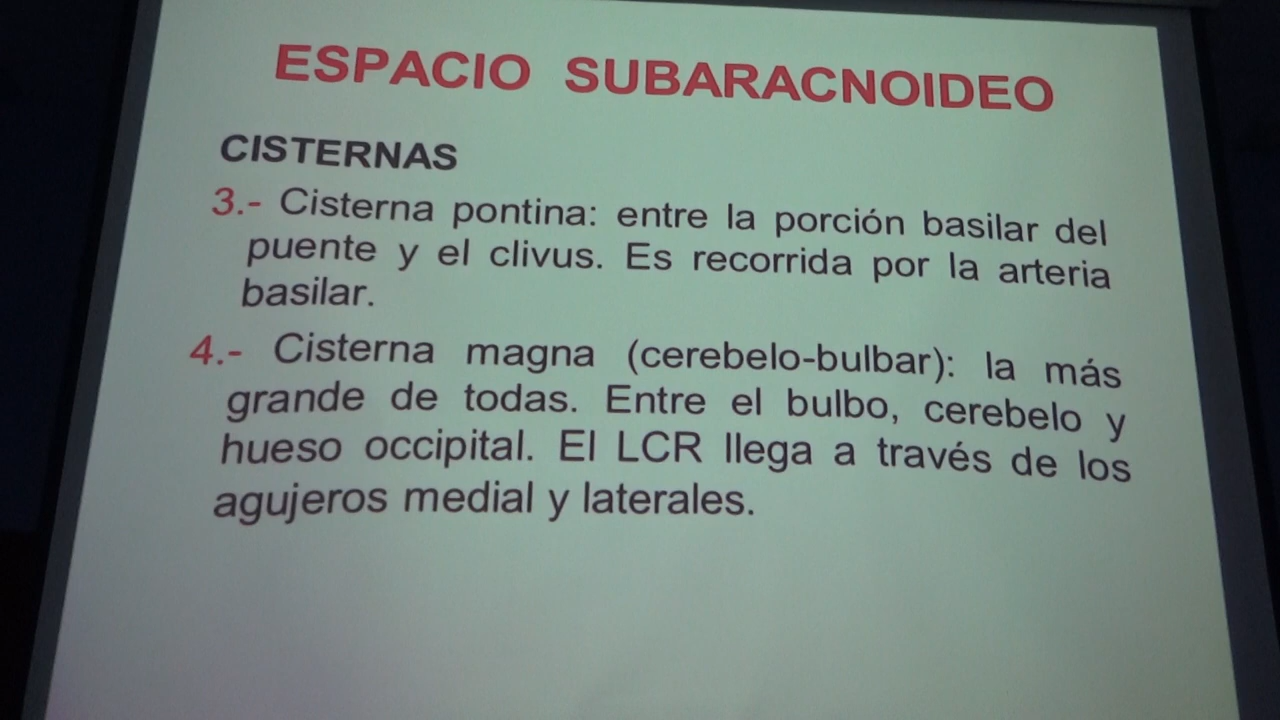 ESPACIO SUBARACNOIDEO
CISTERNAS
3.- Cisterna pontina: entre la porción basilar del
puente y el clivus. Es recorrida por la arteria
basilar.
4.- Cisterna magna (cerebelo-bulbar): la más
grande de todas. Entre el bulbo, cerebelo y
hueso occipital. El LCR llega a través de los
agujeros medial y laterales.